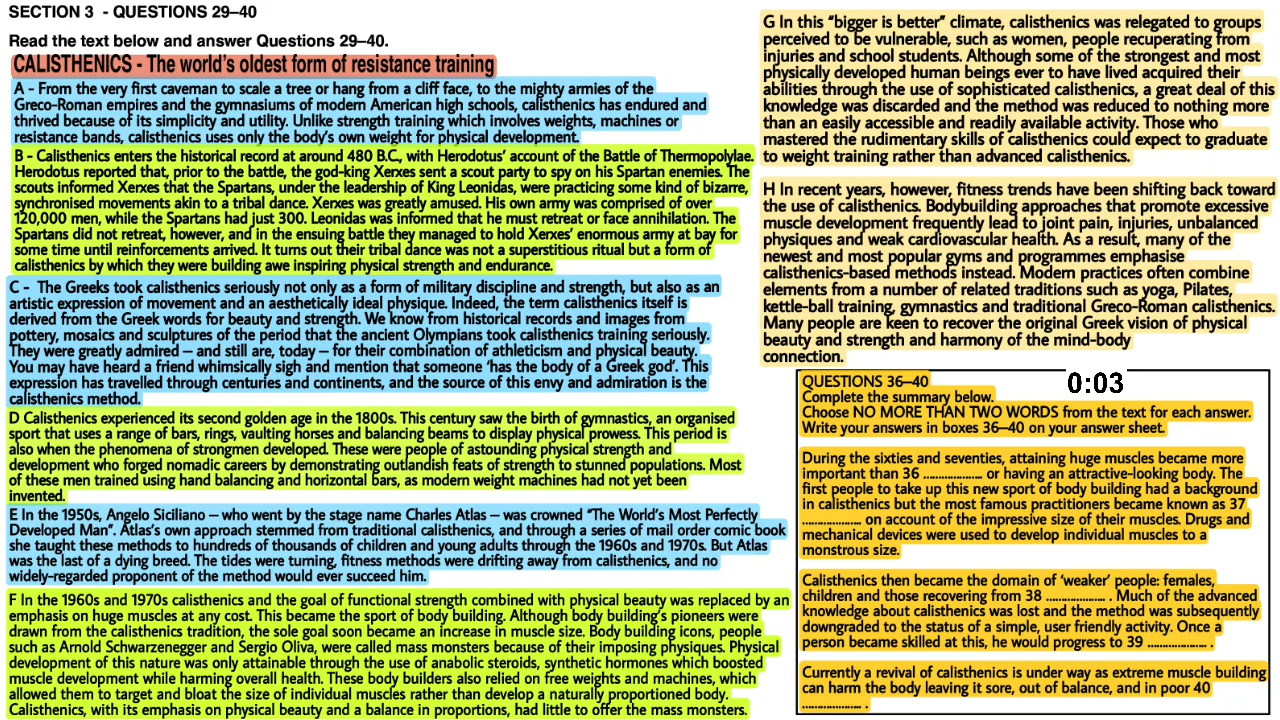 SECTION 3 - QUESTIONS 29–40
Read the text below and answer Questions 29–40.
CALISTHENICS - The world's oldest form of resistance training
A - From the very first caveman to scale a tree or hang from a cliff face, to the mighty armies of the
Greco-Roman empires and the gymnasiums of modern American high schools, calisthenics has endured and
thrived because of its simplicity and utility. Unlike strength training which involves weights, machines or
resistance bands, calisthenics uses only the body's own weight for physical development.
B - Calisthenics enters the historical record at around 480 B.C., with Herodotus' account of the Battle of Thermopolylae.
Herodotus reported that, prior to the battle, the god-king Xerxes sent a scout party to spy on his Spartan enemies. The
scouts informed Xerxes that the Spartans, under the leadership of King Leonidas, were practicing some kind of bizarre,
synchronised movements akin to a tribal dance. Xerxes was greatly amused. His own army was comprised of over
120,000 men, while the Spartans had just 300. Leonidas was informed that he must retreat or face annihilation. The
Spartans did not retreat, however, and in the ensuing battle they managed to hold Xerxes' enormous army at bay for
some time until reinforcements arrived. It turns out their tribal dance was not a superstitious ritual but a form of
calisthenics by which they were building awe inspiring physical strength and endurance.
C - The Greeks took calisthenics seriously not only as a form of military discipline and strength, but also as an
artistic expression of movement and an aesthetically ideal physique. Indeed, the term calisthenics itself is
derived from the Greek words for beauty and strength. We know from historical records and images from
pottery, mosaics and sculptures of the period that the ancient Olympians took calisthenics training seriously.
They were greatly admired – and still are, today – for their combination of athleticism and physical beauty.
You may have heard a friend whimsically sigh and mention that someone 'has the body of a Greek god'. This
expression has travelled through centuries and continents, and the source of this envy and admiration is the
calisthenics method.
D Calisthenics experienced its second golden age in the 1800s. This century saw the birth of gymnastics, an organised
sport that uses a range of bars, rings, vaulting horses and balancing beams to display physical prowess. This period is
also when the phenomena of strongmen developed. These were people of astounding physical strength and
development who forged nomadic careers by demonstrating outlandish feats of strength to stunned populations. Most
of these men trained using hand balancing and horizontal bars, as modern weight machines had not yet been
invented.
E In the 1950s, Angelo Siciliano – who went by the stage name Charles Atlas – was crowned “The World's Most Perfectly
Developed Man”. Atlas's own approach stemmed from traditional calisthenics, and through a series of mail order comic book
she taught these methods to hundreds of thousands of children and young adults through the 1960s and 1970s. But Atlas
was the last of a dying breed. The tides were turning, fitness methods were drifting away from calisthenics, and no
widely-regarded proponent of the method would ever succeed him.
F In the 1960s and 1970s calisthenics and the goal of functional strength combined with physical beauty was replaced by an
emphasis on huge muscles at any cost. This became the sport of body building. Although body building's pioneers were
drawn from the calisthenics tradition, the sole goal soon became an increase in muscle size. Body building icons, people
such as Arnold Schwarzenegger and Sergio Oliva, were called mass monsters because of their imposing physiques. Physical
development of this nature was only attainable through the use of anabolic steroids, synthetic hormones which boosted
muscle development while harming overall health. These body builders also relied on free weights and machines, which
allowed them to target and bloat the size of individual muscles rather than develop a naturally proportioned body.
Calisthenics, with its emphasis on physical beauty and a balance in proportions, had little to offer the mass monsters.
G In this “bigger is better” climate, calisthenics was relegated to groups
perceived to be vulnerable, such as women, people recuperating from
injuries and school students. Although some of the strongest and most
physically developed human beings ever to have lived acquired their
abilities through the use of sophisticated calisthenics, a great deal of this
knowledge was discarded and the method was reduced to nothing more
than an easily accessible and readily available activity. Those who
mastered the rudimentary skills of calisthenics could expect to graduate
to weight training rather than advanced calisthenics.
H In recent years, however, fitness trends have been shifting back toward
the use of calisthenics. Bodybuilding approaches that promote excessive
muscle development frequently lead to joint pain, injuries, unbalanced
physiques and weak cardiovascular health. As a result, many of the
newest and most popular gyms and programmes emphasise
calisthenics-based methods instead. Modern practices often combine
elements from a number of related traditions such as yoga, Pilates,
kettle-ball training, gymnastics and traditional Greco-Roman calisthenics.
Many people are keen to recover the original Greek vision of physical
beauty and strength and harmony of the mind-body
connection.
0:03
QUESTIONS 36–40
Complete the summary below.
Choose NO MORE THAN TWO WORDS from the text for each answer.
Write your answers in boxes 36–40 on your answer sheet.
During the sixties and seventies, attaining huge muscles became more
important than 36 .................... or having an attractive-looking body. The
first people to take up this new sport of body building had a background
in calisthenics but the most famous practitioners became known as 37
.................... on account of the impressive size of their muscles. Drugs and
mechanical devices were used to develop individual muscles to a
monstrous size.
Calisthenics then became the domain of 'weaker' people: females,
children and those recovering from 38 .................... . Much of the advanced
knowledge about calisthenics was lost and the method was subsequently
downgraded to the status of a simple, user friendly activity. Once a
person became skilled at this, he would progress to 39 .................... .
Currently a revival of calisthenics is under way as extreme muscle building
can harm the body leaving it sore, out of balance, and in poor 40
.................... .